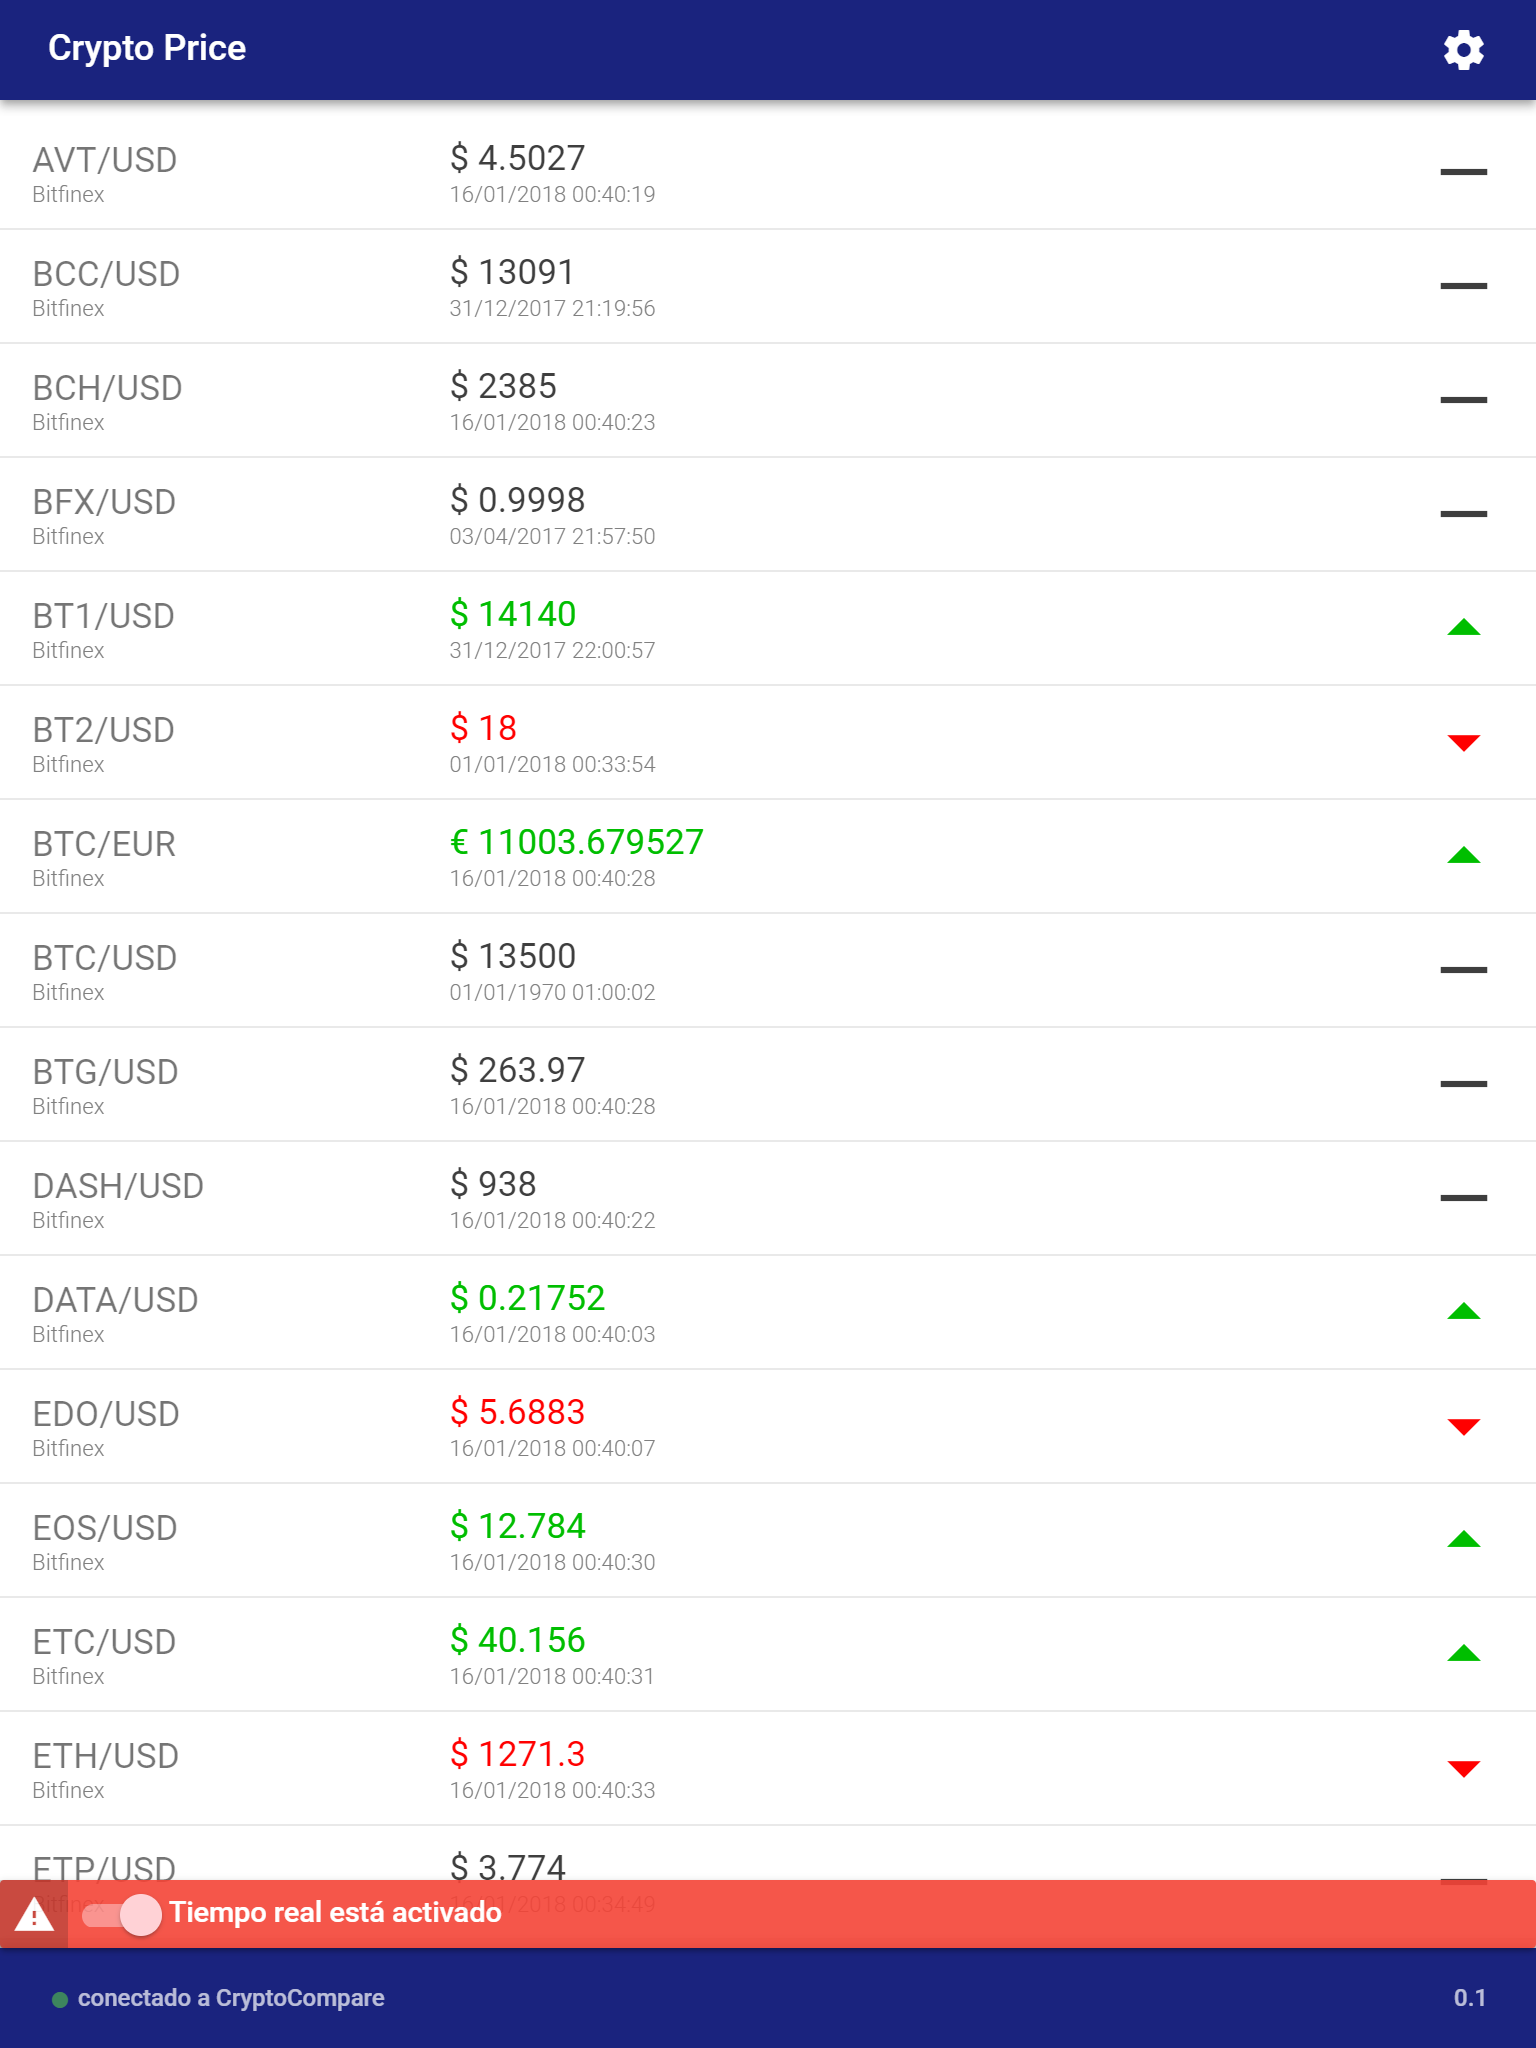 Crypto Price
AVT/USD
$ 4.5027
Bitfinex
16/01/2018 00:40:19
BCC/USD
$ 13091
Bitfinex
31/12/2017 21:19:56
BCH/USD
$ 2385
Bitfinex
16/01/2018 00:40:23
BFX/USD
$ 0.9998
Bitfinex
03/04/2017 21:57:50
BT1/USD
$ 14140
Bitfinex
31/12/2017 22:00:57
BT2/USD
$ 18
Bitfinex
01/01/2018 00:33:54
BTC/EUR
€ 11003.679527
Bitfinex
16/01/2018 00:40:28
BTC/USD
$ 13500
Bitfinex
01/01/1970 01:00:02
BTG/USD
$ 263.97
Bitfinex
16/01/2018 00:40:28
DASH/USD
$ 938
Bitfinex
16/01/2018 00:40:22
DATA/USD
$ 0.21752
Bitfinex
16/01/2018 00:40:03
EDO/USD
$ 5.6883
Bitfinex
16/01/2018 00:40:07
EOS/USD
$ 12.784
Bitfinex
16/01/2018 00:40:30
ETC/USD
$ 40.156
Bitfinex
16/01/2018 00:40:31
ETH/USD
$ 1271.3
Bitfinex
16/01/2018 00:40:33
ETP/USD
$ 3.774
Bitfinex
16/01/2018 00:34:49
Tiempo real está activado
conectado a CryptoCompare
0.1